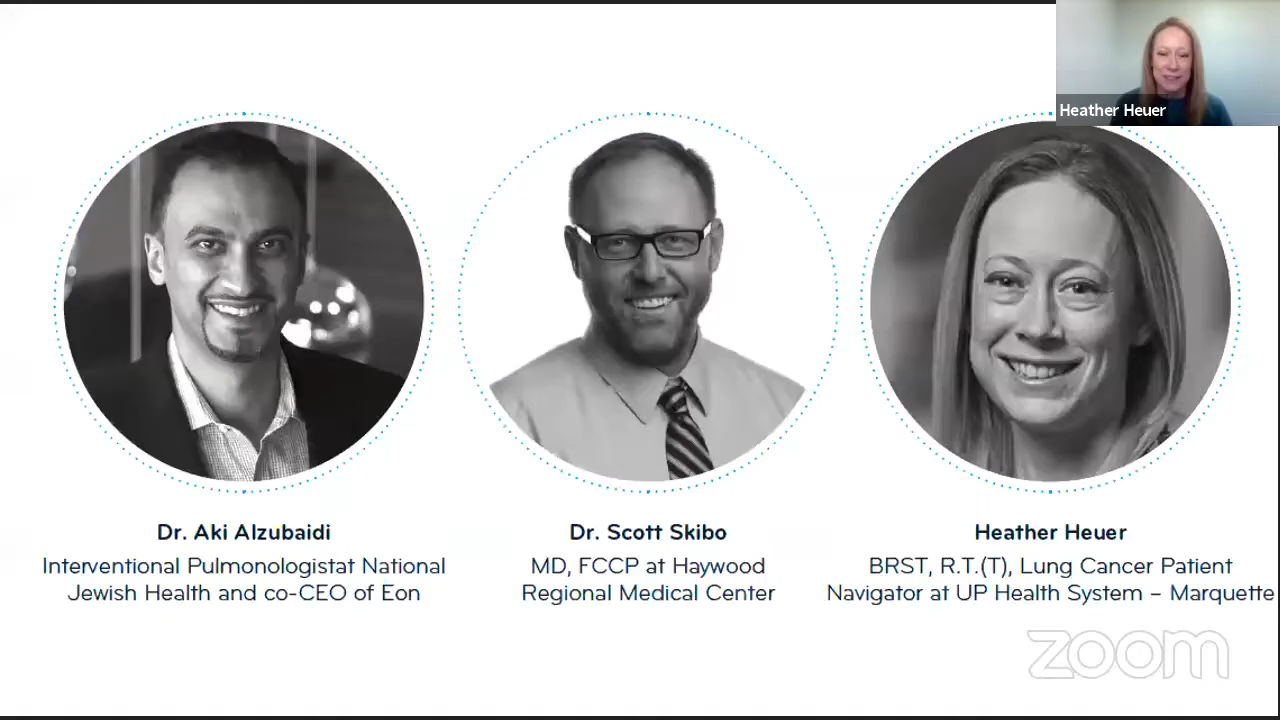 Heather Heuer
Dr. Aki Alzubaidi
Interventional Pulmonologistat National
Jewish Health and co-CEO of Eon
Dr. Scott Skibo
MD, FCCP at Haywood
Regional Medical Center
Heather Heuer
BRST, R.T.(T), Lung Cancer Patient
Navigator at UP Health System – Marquette
zoom